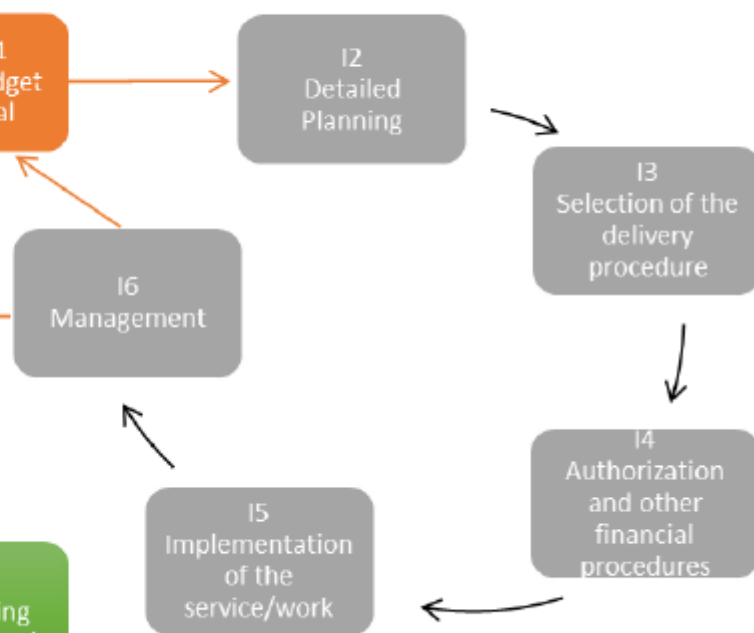 I2
Detailed
Planning
I3
Selection of the
delivery
procedure
I6
Management
I4
Authorization
and other
financial
procedures
I5
Implementation
of the
service/work